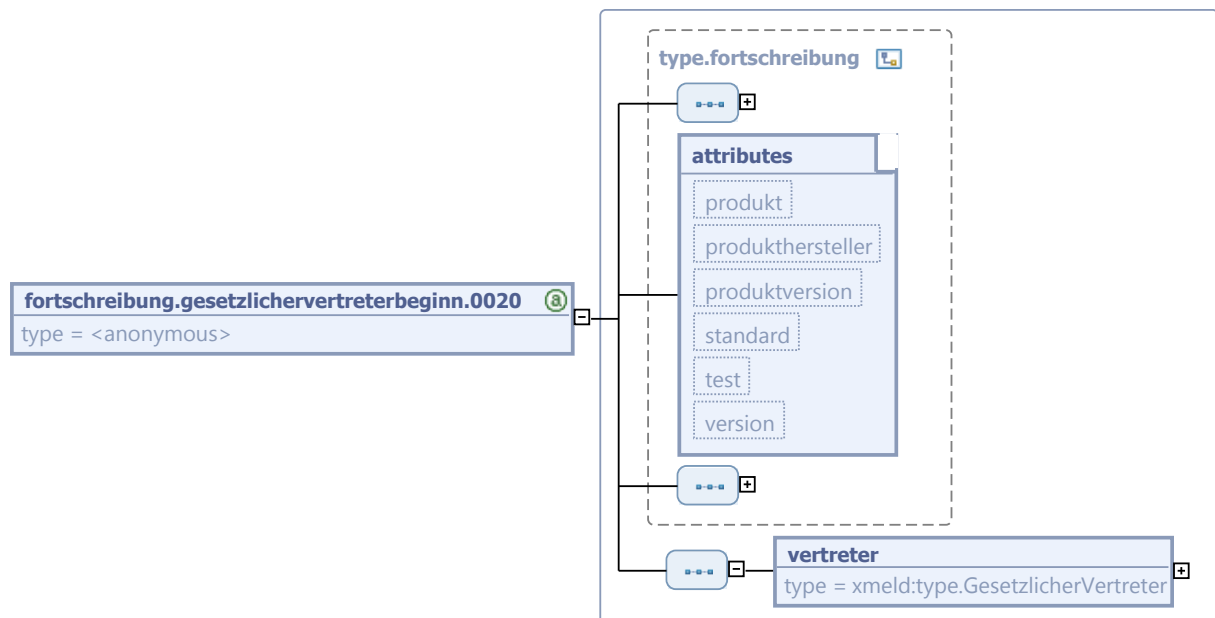 type.fortschreibung
attributes
produkt
produkthersteller
produktversion
standard
test
version
fortschreibung.gesetzlichervertreterbeginn.0020 a
type = <anonymous>
vertreter
type = xmeld:type.GesetzlicherVertreter